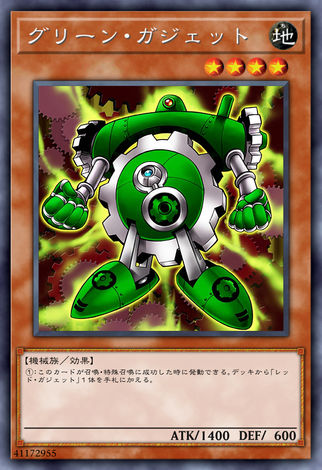 グリーン・ガジェット 地
【機械族／効果】
①：このカードが召喚・特殊召喚に成功した時に発動できる。デッキから「レッ
ド・ガジェット」１体を手札に加える。
ATK/1400 DEF/ 600
41172955